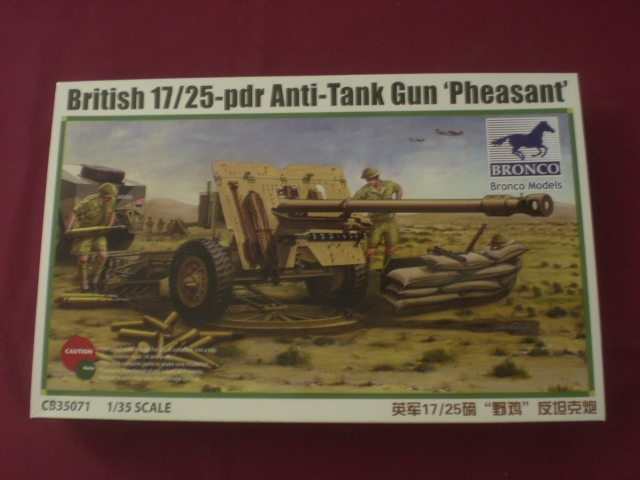 British 17/25-pdr Anti-Tank Gun 'Pheasant'
BRONCO
Bronco Models
CAUTION
CB35071 1/35 SCALE
英军17/25磅 “野鸡” 反坦克炮